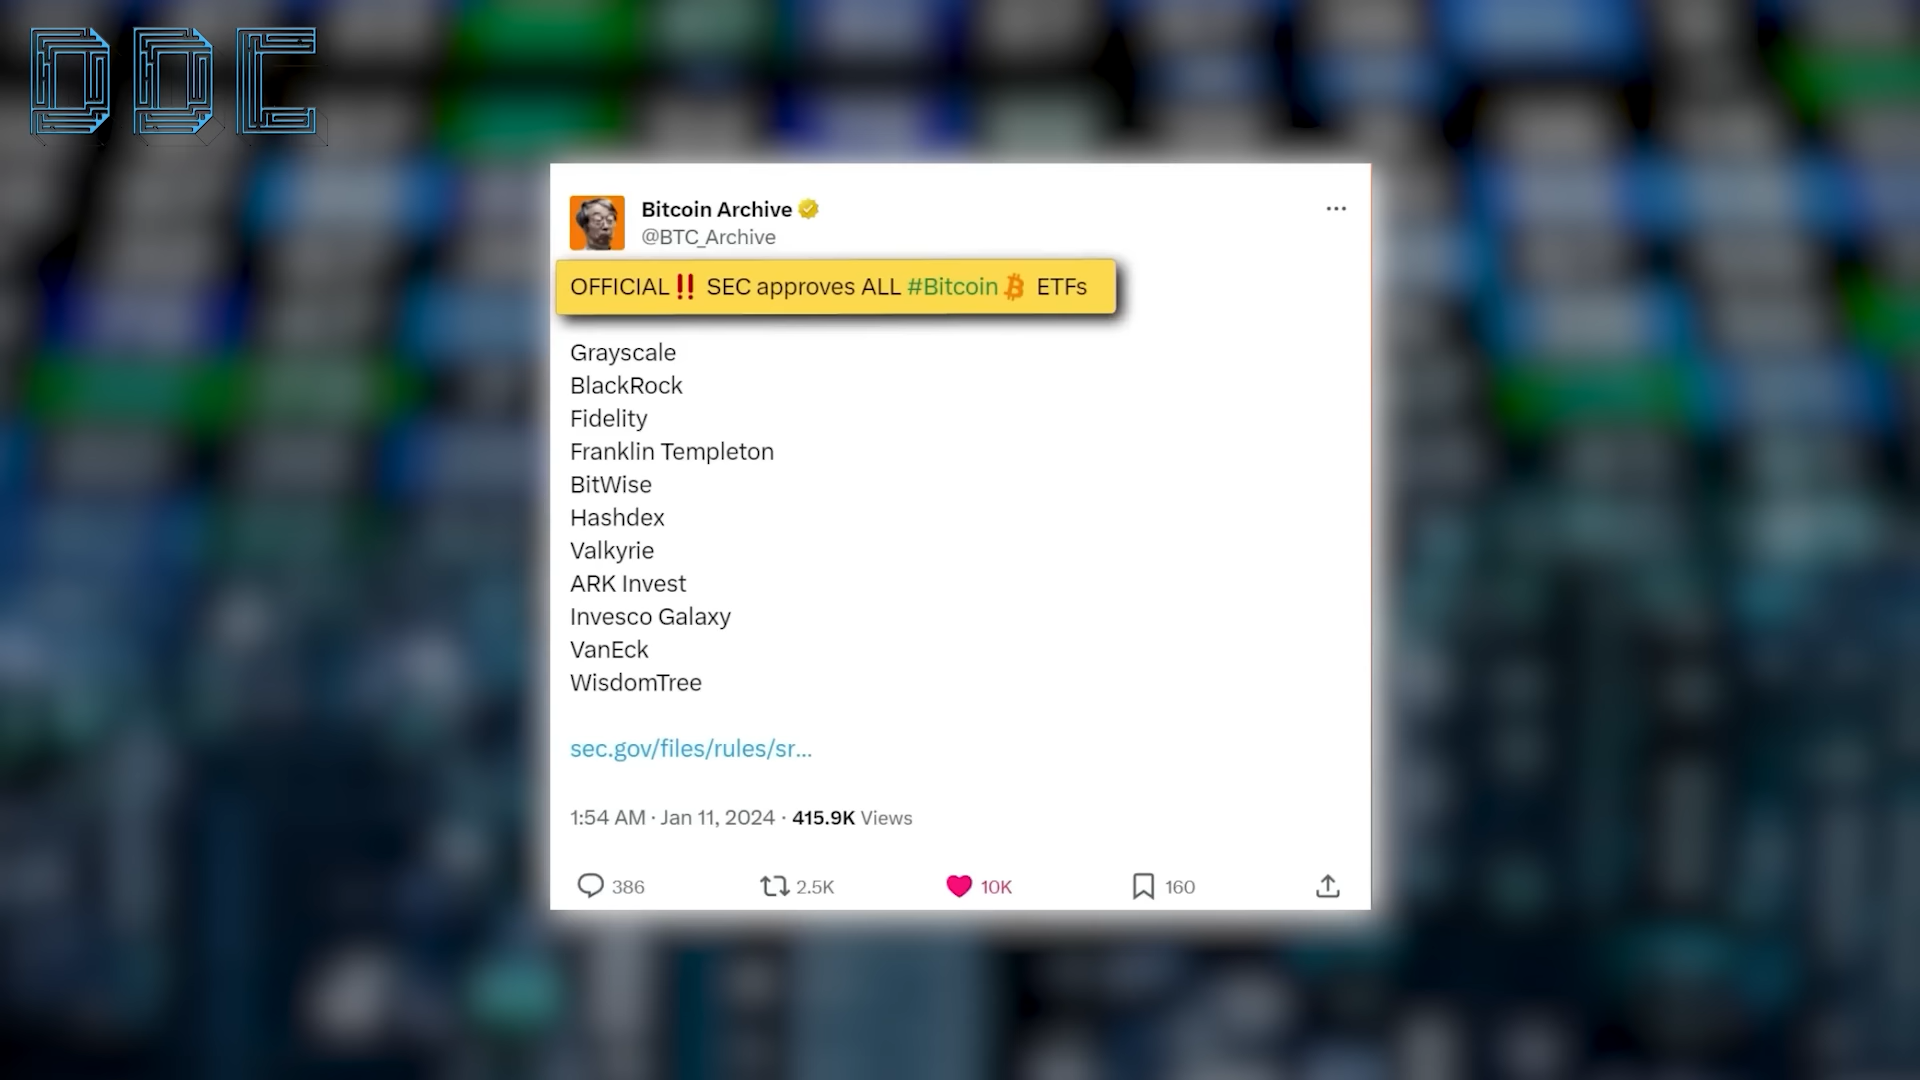 DDC
Bitcoin Archive
@BTC_Archive
OFFICIAL‼️ SEC approves ALL #Bitcoin ETFs
Grayscale
BlackRock
Fidelity
Franklin Templeton
BitWise
Hashdex
Valkyrie
ARK Invest
Invesco Galaxy
VanEck
WisdomTree
sec.gov/files/rules/sr...
1:54 AM · Jan 11, 2024 · 415.9K Views
386 2.5K 10K 160